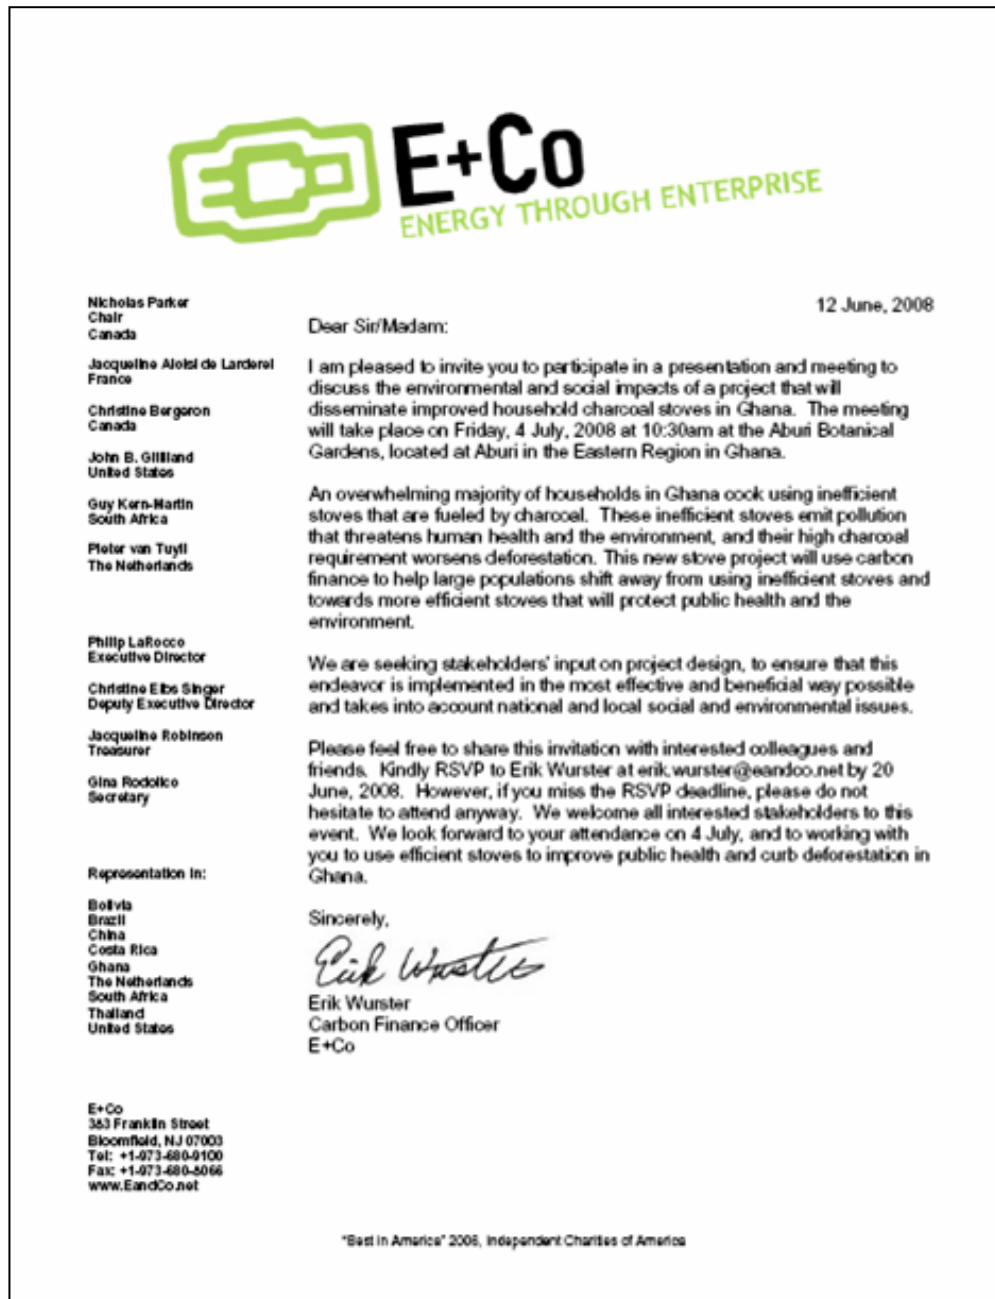 E+Co
ENERGY THROUGH ENTERPRISE
Nicholas Parker
Chair
Canada
Jacqueline Aloisi de Larderel
France
Christine Bergeron
Canada
John B. Gilliland
United States
Guy Kern-Martin
South Africa
Pieter van Tuyll
The Netherlands
Philip LaRocco
Executive Director
Christine Eibs Singer
Deputy Executive Director
Jacqueline Robinson
Treasurer
Gina Rodolico
Secretary
Representation in:
Bolivia
Brazil
China
Costa Rica
Ghana
The Netherlands
South Africa
Thailand
United States
E+Co
383 Franklin Street
Bloomfield, NJ 07003
Tel: +1-973-680-9100
Fax: +1-973-680-8066
www.EandCo.net
12 June, 2008
Dear Sir/Madam:
I am pleased to invite you to participate in a presentation and meeting to
discuss the environmental and social impacts of a project that will
disseminate improved household charcoal stoves in Ghana. The meeting
will take place on Friday, 4 July, 2008 at 10:30am at the Aburi Botanical
Gardens, located at Aburi in the Eastern Region in Ghana.
An overwhelming majority of households in Ghana cook using inefficient
stoves that are fueled by charcoal. These inefficient stoves emit pollution
that threatens human health and the environment, and their high charcoal
requirement worsens deforestation. This new stove project will use carbon
finance to help large populations shift away from using inefficient stoves and
towards more efficient stoves that will protect public health and the
environment.
We are seeking stakeholders' input on project design, to ensure that this
endeavor is implemented in the most effective and beneficial way possible
and takes into account national and local social and environmental issues.
Please feel free to share this invitation with interested colleagues and
friends. Kindly RSVP to Erik Wurster at erik.wurster@eandco.net by 20
June, 2008. However, if you miss the RSVP deadline, please do not
hesitate to attend anyway. We welcome all interested stakeholders to this
event. We look forward to your attendance on 4 July, and to working with
you to use efficient stoves to improve public health and curb deforestation in
Ghana.
Sincerely,
Erik Wurster
Erik Wurster
Carbon Finance Officer
E+Co
"Best in America" 2006, Independent Charities of America